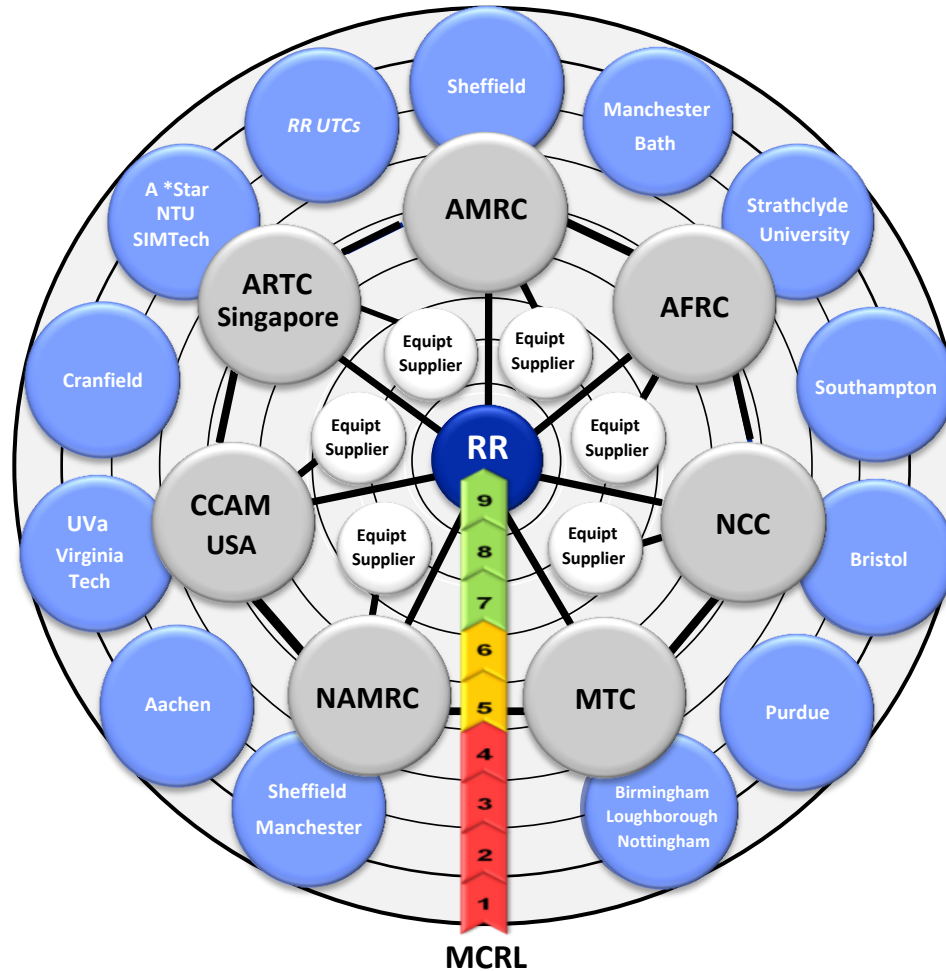 Sheffield
RR UTCs
Manchester
Bath
A *Star
NTU
SIMTech
AMRC
Strathclyde
University
ARTC
Singapore
AFRC
Equipt
Supplier
Equipt
Supplier
Cranfield
Southampton
Equipt
Supplier
RR
Equipt
Supplier
CCAM
USA
NCC
UVa
Virginia
Tech
Equipt
Supplier
Equipt
Supplier
Bristol
9
8
7
6
5
4
3
2
1
NAMRC
MTC
Aachen
Purdue
Sheffield
Manchester
Birmingham
Loughborough
Nottingham
MCRL